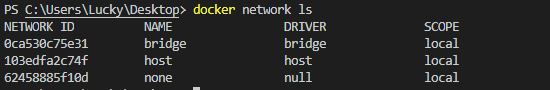 PS C:\Users\Lucky\Desktop> docker network ls
NETWORK ID     NAME      DRIVER    SCOPE
0ca530c75e31   bridge    bridge    local
103edfa2c74f   host      host      local
62458885f10d   none      null      local